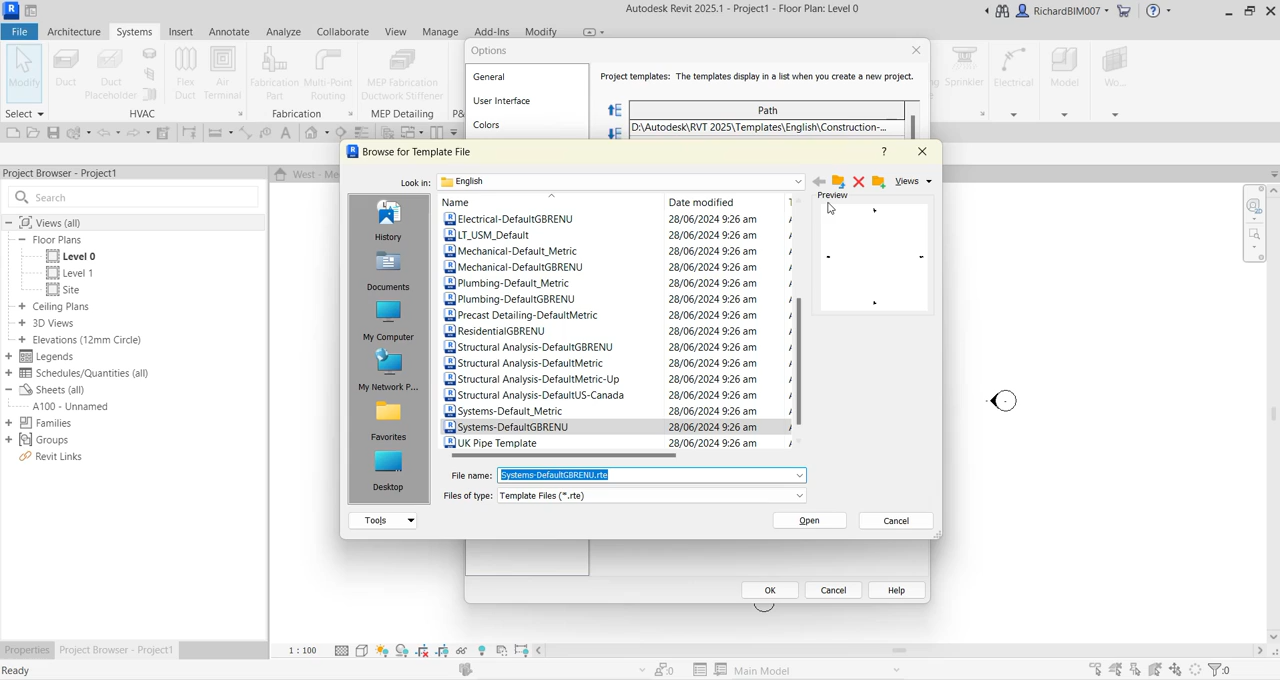 Autodesk Revit 2025.1 - Project1 - Floor Plan: Level 0
RichardBIM007
File Architecture Systems Insert Annotate Analyze Collaborate View Manage Add-Ins Modify
Modify Duct Duct Placeholder Flex Duct Air Terminal Fabrication Part Multi-Point Routing MEP Fabrication Ductwork Stiffener Sprinkler Electrical Model Wo...
Select HVAC Fabrication MEP Detailing P&
Options
General
User Interface
Colors
Project templates: The templates display in a list when you create a new project.
Path
D:\Autodesk\RVT 2025\Templates\English\Construction-...
Project Browser - Project1
Search
Views (all)
Floor Plans
Level 0
Level 1
Site
Ceiling Plans
3D Views
Elevations (12mm Circle)
Legends
Schedules/Quantities (all)
Sheets (all)
A100 - Unnamed
Families
Groups
Revit Links
Properties Project Browser - Project1
West - Me
Browse for Template File
?
Look in: English
Views
Preview
History
Documents
My Computer
My Network P...
Favorites
Desktop
Name Date modified
Electrical-DefaultGBRENU 28/06/2024 9:26 am
LT_USM_Default 28/06/2024 9:26 am
Mechanical-Default_Metric 28/06/2024 9:26 am
Mechanical-DefaultGBRENU 28/06/2024 9:26 am
Plumbing-Default_Metric 28/06/2024 9:26 am
Plumbing-DefaultGBRENU 28/06/2024 9:26 am
Precast Detailing-DefaultMetric 28/06/2024 9:26 am
ResidentialGBRENU 28/06/2024 9:26 am
Structural Analysis-DefaultGBRENU 28/06/2024 9:26 am
Structural Analysis-DefaultMetric 28/06/2024 9:26 am
Structural Analysis-DefaultMetric-Up 28/06/2024 9:26 am
Structural Analysis-DefaultUS-Canada 28/06/2024 9:26 am
Systems-Default_Metric 28/06/2024 9:26 am
Systems-DefaultGBRENU 28/06/2024 9:26 am
UK Pipe Template 28/06/2024 9:26 am
File name: Systems-DefaultGBRENU.rte
Files of type: Template Files (*.rte)
Tools Open Cancel
OK Cancel Help
1 : 100
Ready
:0 Main Model :0